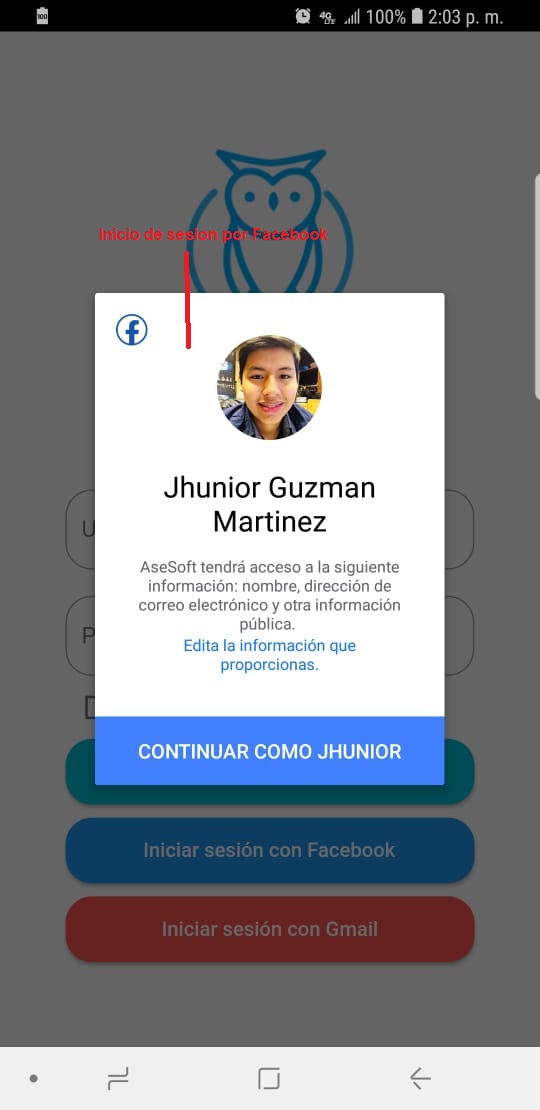 100
4G LTE 100% 2:03 p. m.
Inicio de sesion por Facebook
Jhunior Guzman
Martinez
U
AseSoft tendrá acceso a la siguiente
información: nombre, dirección de
correo electrónico y otra información
pública.
P
Edita la información que
proporcionas.
CONTINUAR COMO JHUNIOR
Iniciar sesión con Facebook
Iniciar sesión con Gmail